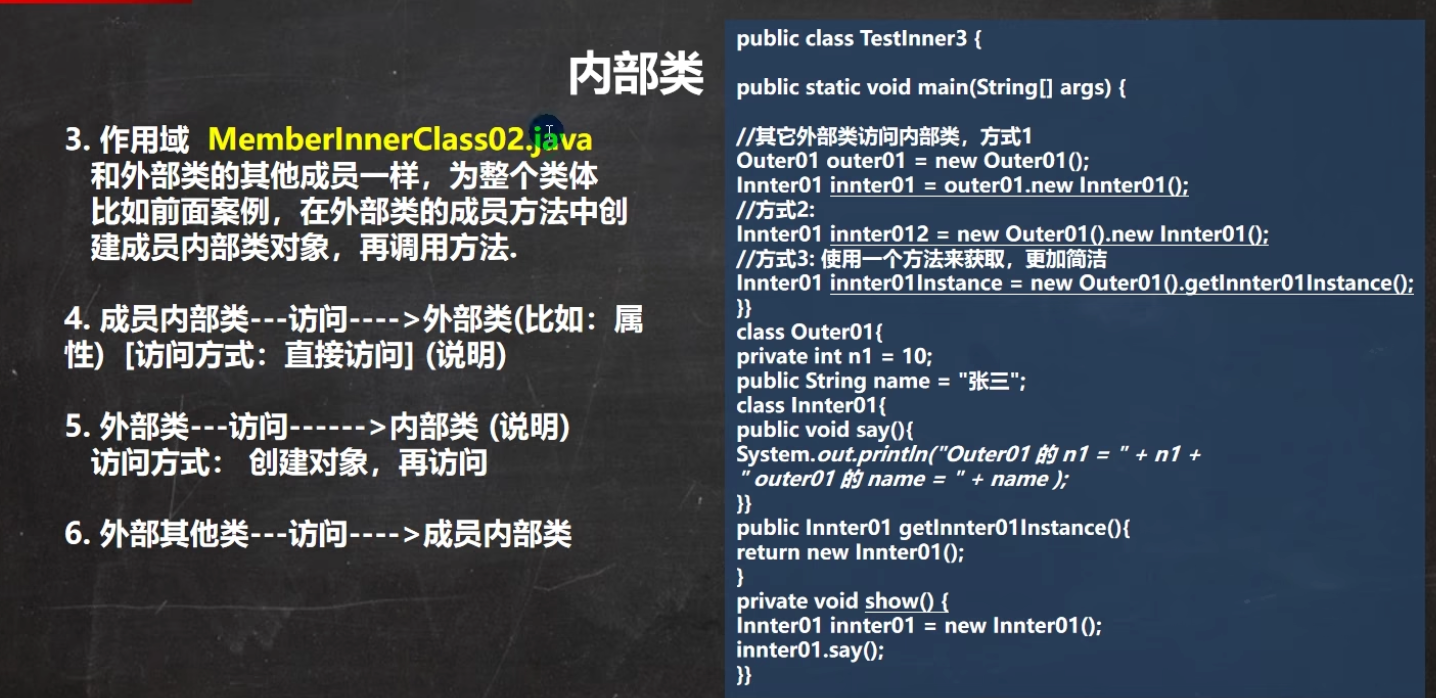 内部类
3. 作用域 MemberInnerClass02.java
和外部类的其他成员一样，为整个类体
比如前面案例，在外部类的成员方法中创
建成员内部类对象，再调用方法.
4. 成员内部类---访问---->外部类(比如：属
性）[访问方式：直接访问] (说明)
5. 外部类---访问------>内部类 (说明)
访问方式： 创建对象，再访问
6. 外部其他类---访问---->成员内部类
public class TestInner3 {
public static void main(String[] args) {
//其它外部类访问内部类，方式1
Outer01 outer01 = new Outer01();
Innter01 innter01 = outer01.new Innter01();
//方式2:
Innter01 innter012 = new Outer01().new Innter01();
//方式3: 使用一个方法来获取，更加简洁
Innter01 innter01Instance = new Outer01().getInnter01Instance();
}}
class Outer01{
private int n1 = 10;
public String name = "张三";
class Innter01{
public void say(){
System.out.println("Outer01 的 n1 = " + n1 +
" outer01 的 name = " + name );
}}
public Innter01 getInnter01Instance(){
return new Innter01();
}
private void show() {
Innter01 innter01 = new Innter01();
innter01.say();
}}